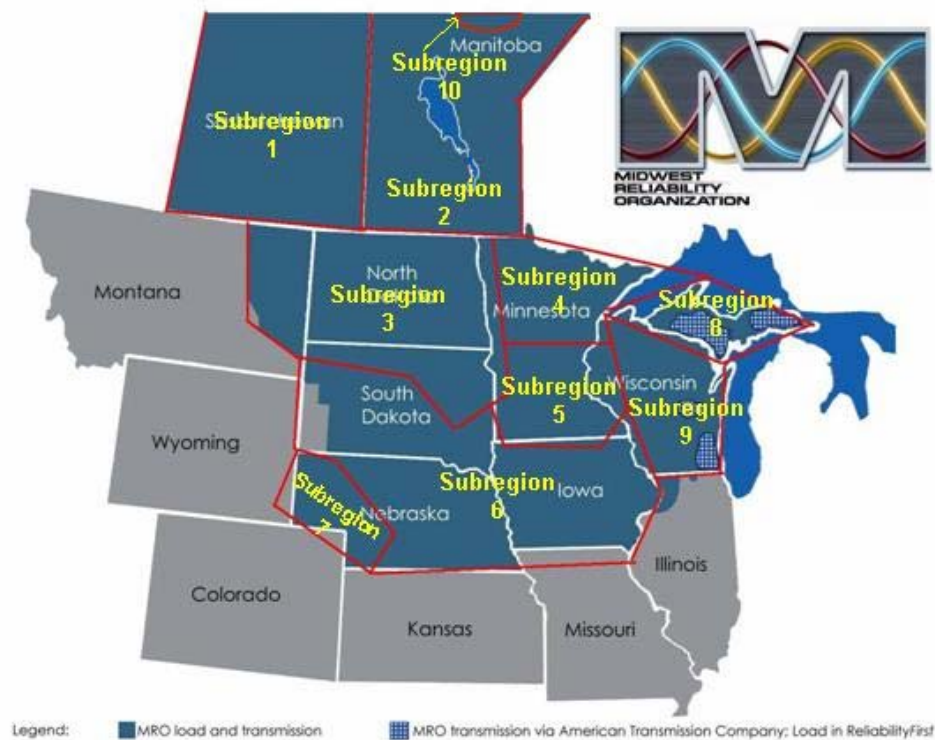 Manitoba
Subregion
10
Subregion
1
Subregion
2
MIDWEST
RELIABILITY
ORGANIZATION
Montana
North
Subregion
3
Subregion
4
Minnesota
Subregion
8
Wyoming
South
Dakota
Subregion
5
Wisconsin
Subregion
9
Subregion
7
Nebraska
Subregion
6
Iowa
Colorado
Kansas
Missouri
Illinois
Legend:
MRO load and transmission
MRO transmission via American Transmission Company; Load in ReliabilityFirst